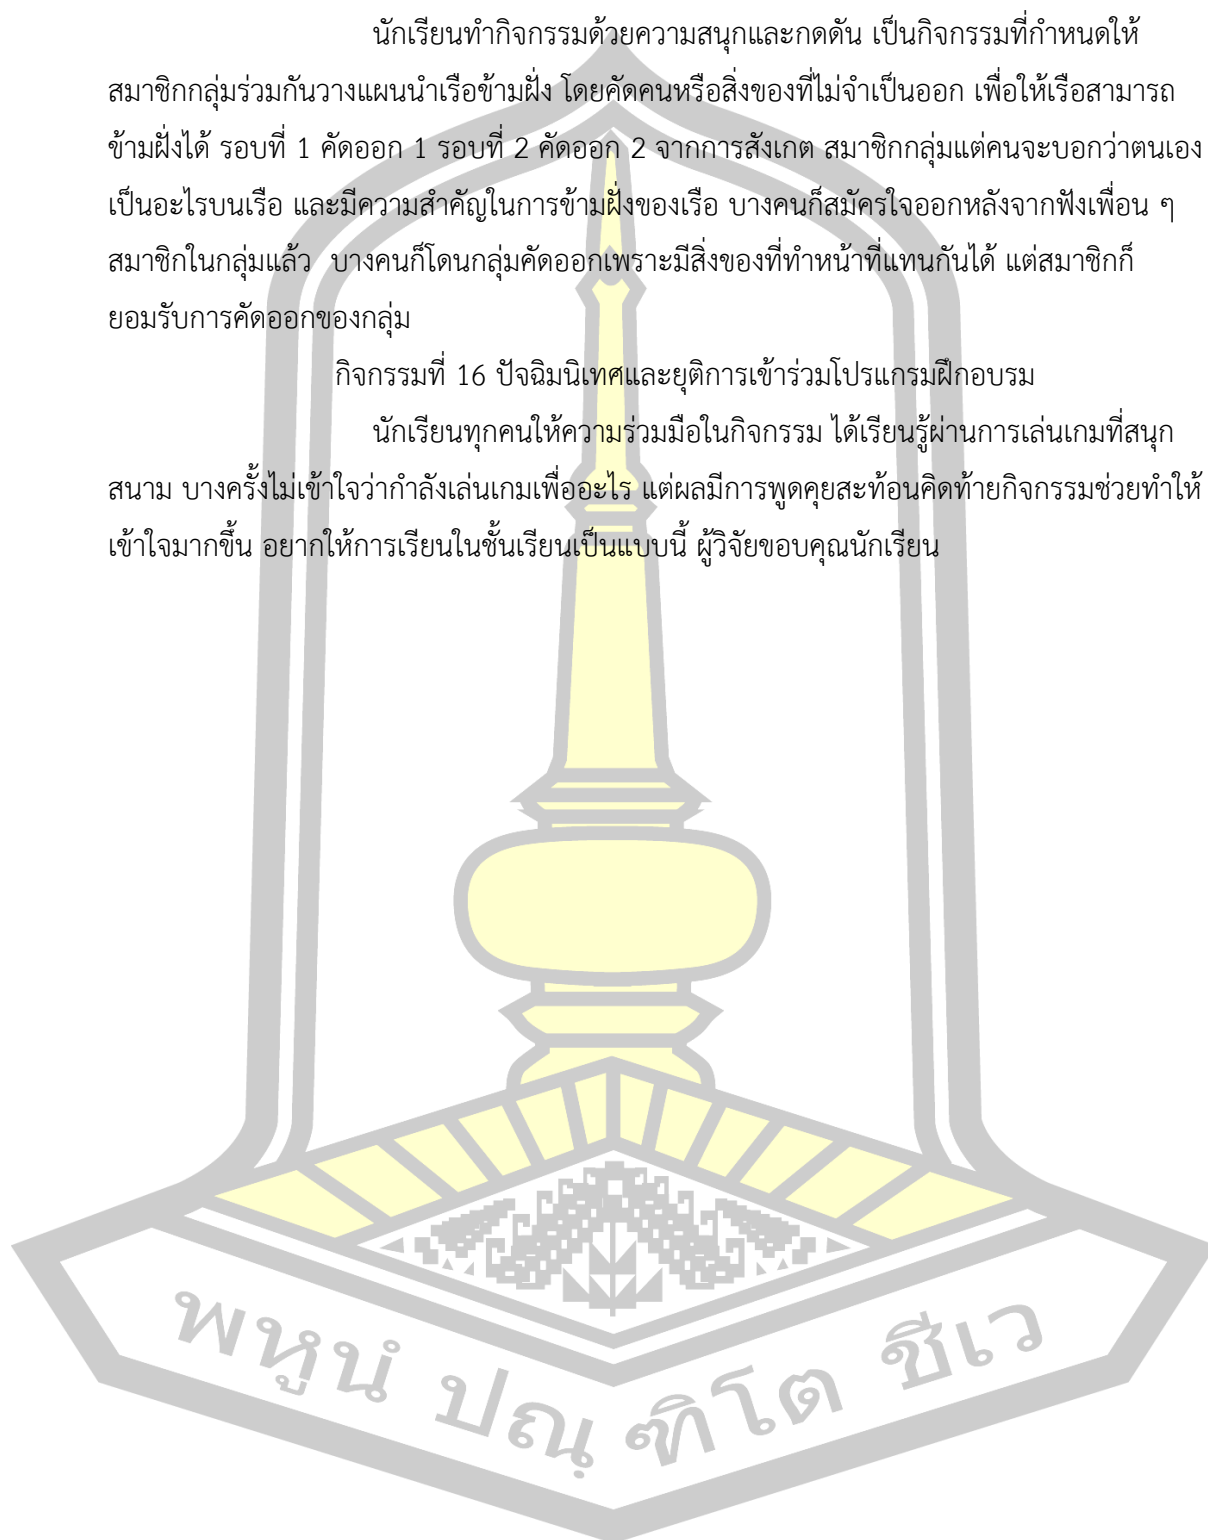 นักเรียนทำกิจกรรมด้วยความสนุกและกดดัน เป็นกิจกรรมที่กำหนดให้
สมาชิกกลุ่มร่วมกันวางแผนนำเรือข้ามฝั่ง โดยคัดคนหรือสิ่งของที่ไม่จำเป็นออก เพื่อให้เรือสามารถ
ข้ามฝั่งได้ รอบที่ 1 คัดออก 1 รอบที่ 2 คัดออก 2 จากการสังเกต สมาชิกกลุ่มแต่คนจะบอกว่าตนเอง
เป็นอะไรบนเรือ และมีความสำคัญในการข้ามฝั่งของเรือ บางคนก็สมัครใจออกหลังจากฟังเพื่อน ๆ
สมาชิกในกลุ่มแล้ว บางคนก็โดนกลุ่มคัดออกเพราะมีสิ่งของที่ทำหน้าที่แทนกันได้ แต่สมาชิกก็
ยอมรับการคัดออกของกลุ่ม
กิจกรรมที่ 16 ปัจฉิมนิเทศและยุติการเข้าร่วมโปรแกรมฝึกอบรม
นักเรียนทุกคนให้ความร่วมมือในกิจกรรม ได้เรียนรู้ผ่านการเล่นเกมที่สนุก
สนาม บางครั้งไม่เข้าใจว่ากำลังเล่นเกมเพื่ออะไร แต่ผลมีการพูดคุยสะท้อนคิดท้ายกิจกรรมช่วยทำให้
เข้าใจมากขึ้น อยากให้การเรียนในชั้นเรียนเป็นแบบนี้ ผู้วิจัยขอบคุณนักเรียน
พหูนํ ปณฺ ฑิโต ชีเว